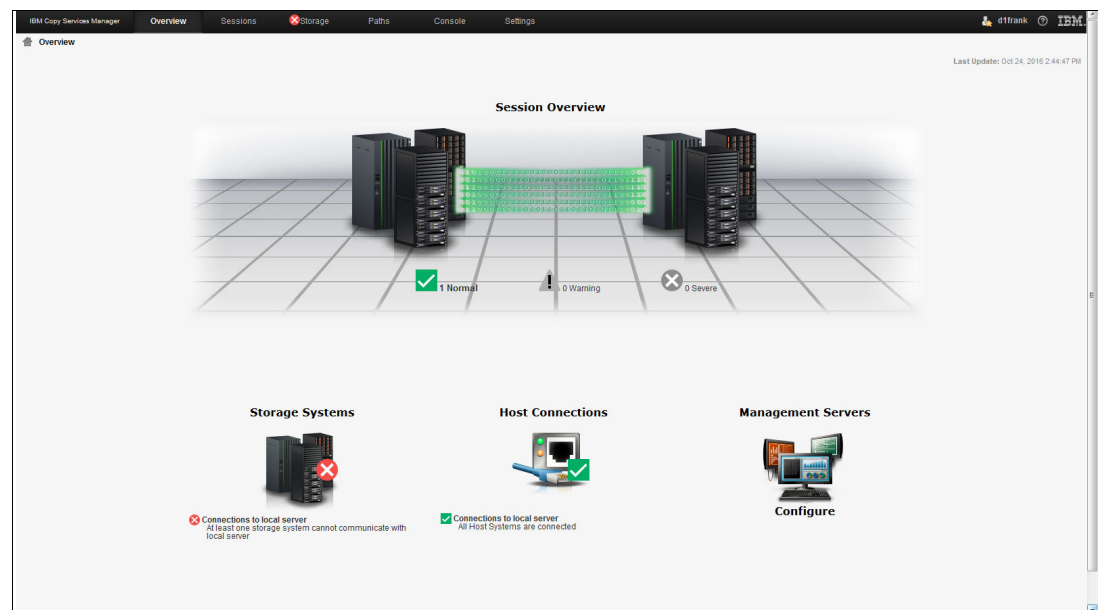 IBM Copy Services Manager Overview Sessions Storage Paths Console Settings d1frank IBM.
Overview
Last Update: Oct 24, 2016 2:44:47 PM
Session Overview
1 Normal 0 Warning 0 Severe
Storage Systems Host Connections Management Servers
Configure
Connections to local server
At least one storage system cannot communicate with
local server
Connections to local server
All Host Systems are connected